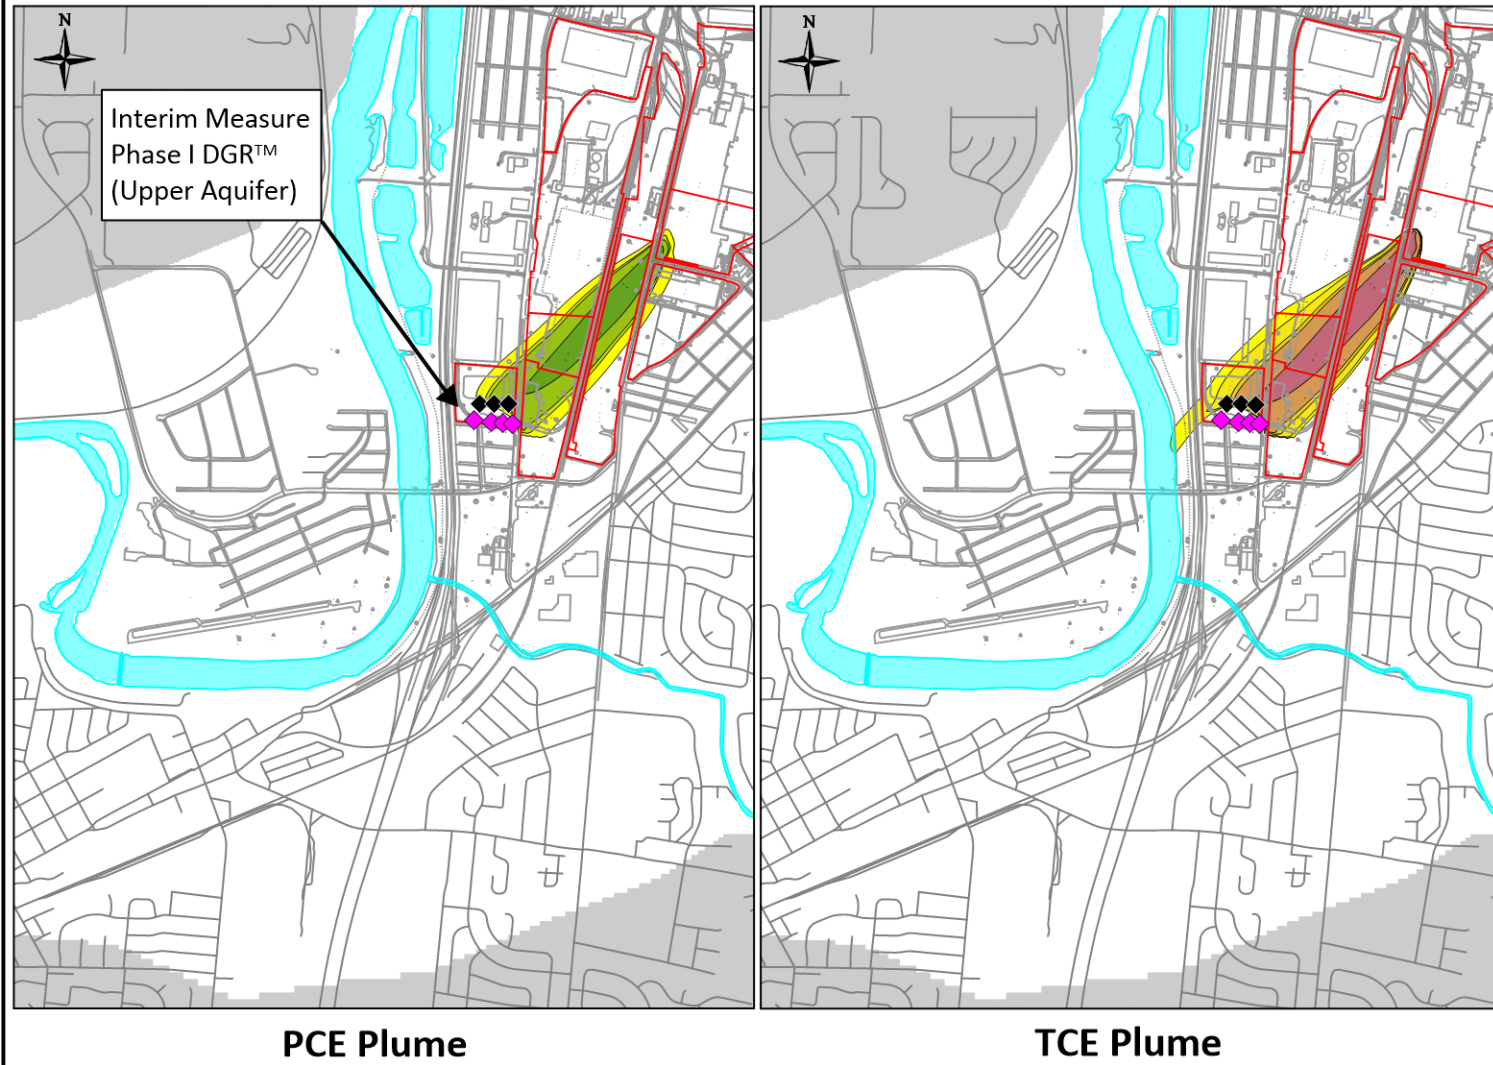 N
N
Interim Measure
Phase I DGR™
(Upper Aquifer)
PCE Plume
TCE Plume